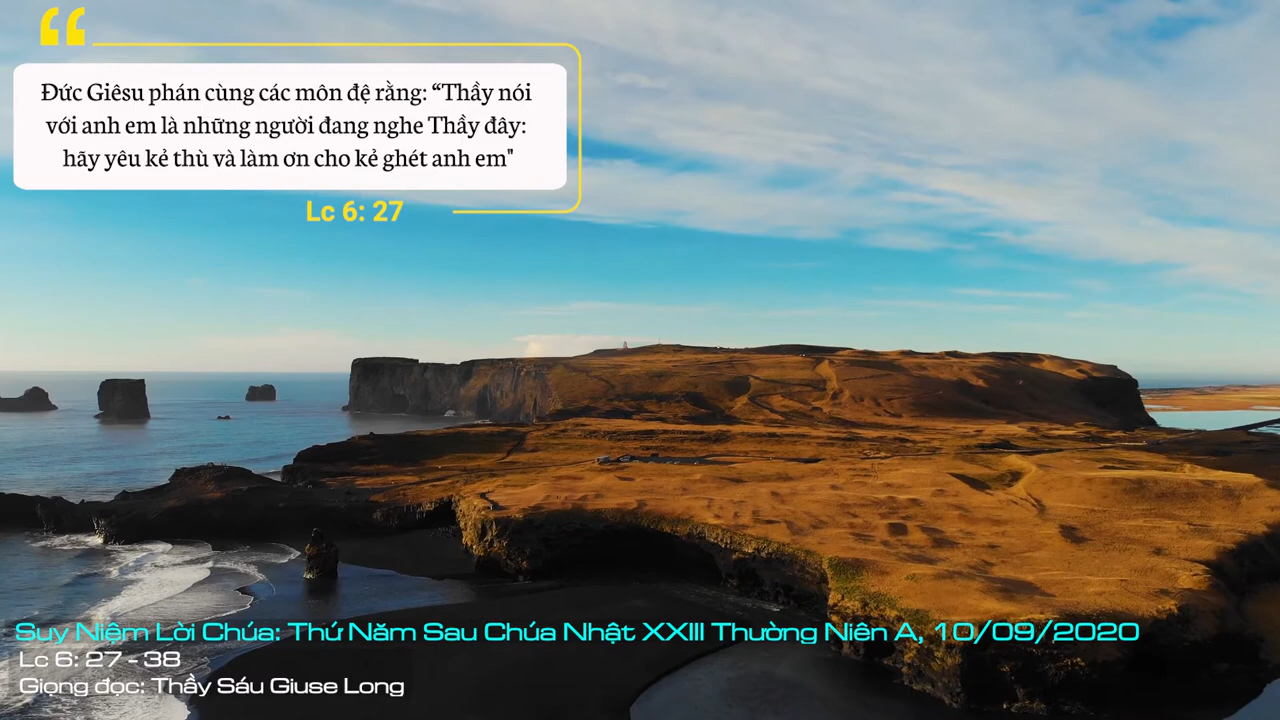 Đức Giêsu phán cùng các môn đệ rằng: “Thầy nói
với anh em là những người đang nghe Thầy đây:
hãy yêu kẻ thù và làm ơn cho kẻ ghét anh em"
Lc 6: 27
Suy Niệm Lời Chúa: Thứ Năm Sau Chúa Nhật XXIII Thường Niên A, 10/09/2020
Lc 6: 27 - 38
Giọng đọc: Thầy Sáu Giuse Long